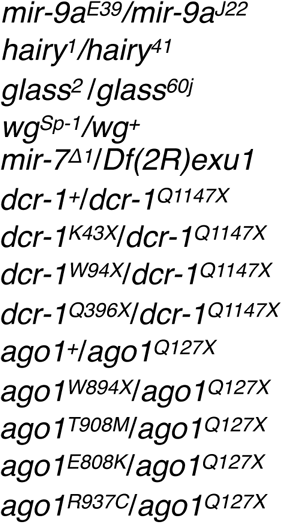 mir-9aE39/mir-9aJ22
hairy1/hairy41
glass2/glass60j
wgSp-1/wg+
mir-7Δ1/Df(2R)exu1
dcr-1+/dcr-1Q1147X
dcr-1K43X/dcr-1Q1147X
dcr-1W94X/dcr-1Q1147X
dcr-1Q396X/dcr-1Q1147X
ago1+/ago1Q127X
ago1W894X/ago1Q127X
ago1T908M/ago1Q127X
ago1E808K/ago1Q127X
ago1R937C/ago1Q127X